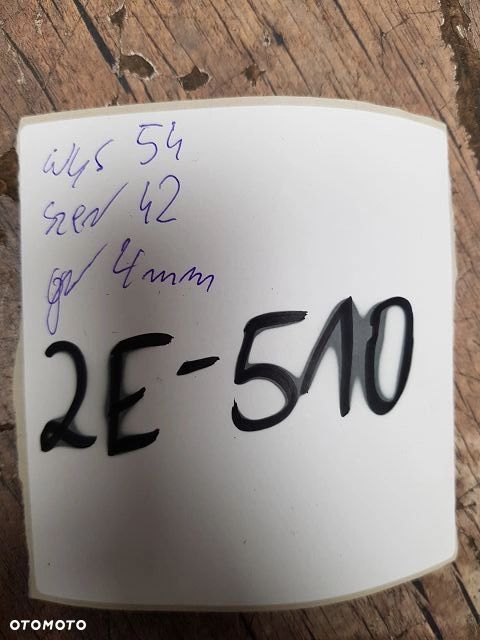 wys 54
szer 42
gr 4mm
2E-510
OTOMOTO